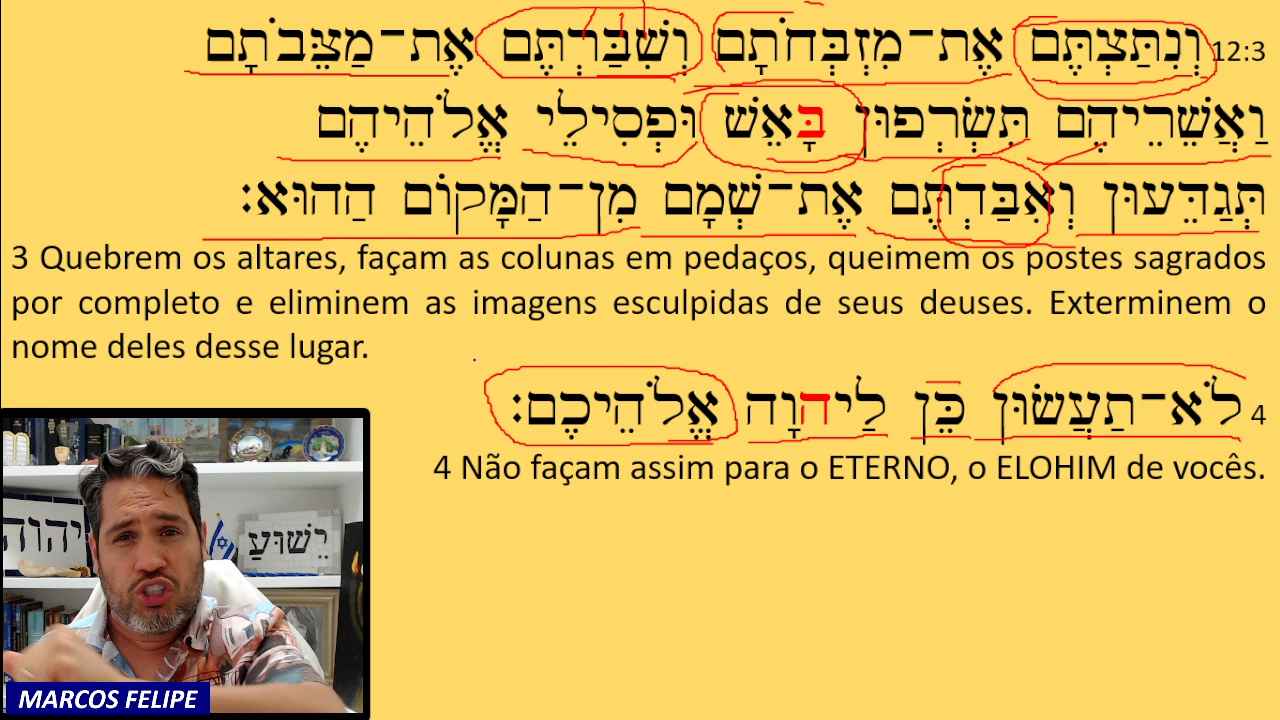 12:3 וְנִתַּצְתֶּם אֶת־מִזְבְּחֹתָם וְשִׁבַּרְתֶּם אֶת־מַצֵּבֹתָם
וַאֲשֵׁרֵיהֶם תִּשְׂרְפוּן בָּאֵשׁ וּפְסִילֵי אֱלֹהֵיהֶם
תְּגַדֵּעוּן וְאִבַּדְתֶּם אֶת־שְׁמָם מִן־הַמָּקוֹם הַהוּא׃
3 Quebrem os altares, façam as colunas em pedaços, queimem os postes sagrados
por completo e eliminem as imagens esculpidas de seus deuses. Exterminem o
nome deles desse lugar.
4 לֹא־תַעֲשׂוּן כֵּן לַיהוָה אֱלֹהֵיכֶם׃
4 Não façam assim para o ETERNO, o ELOHIM de vocês.
יהוה
יֵשׁוּעַ
MARCOS FELIPE